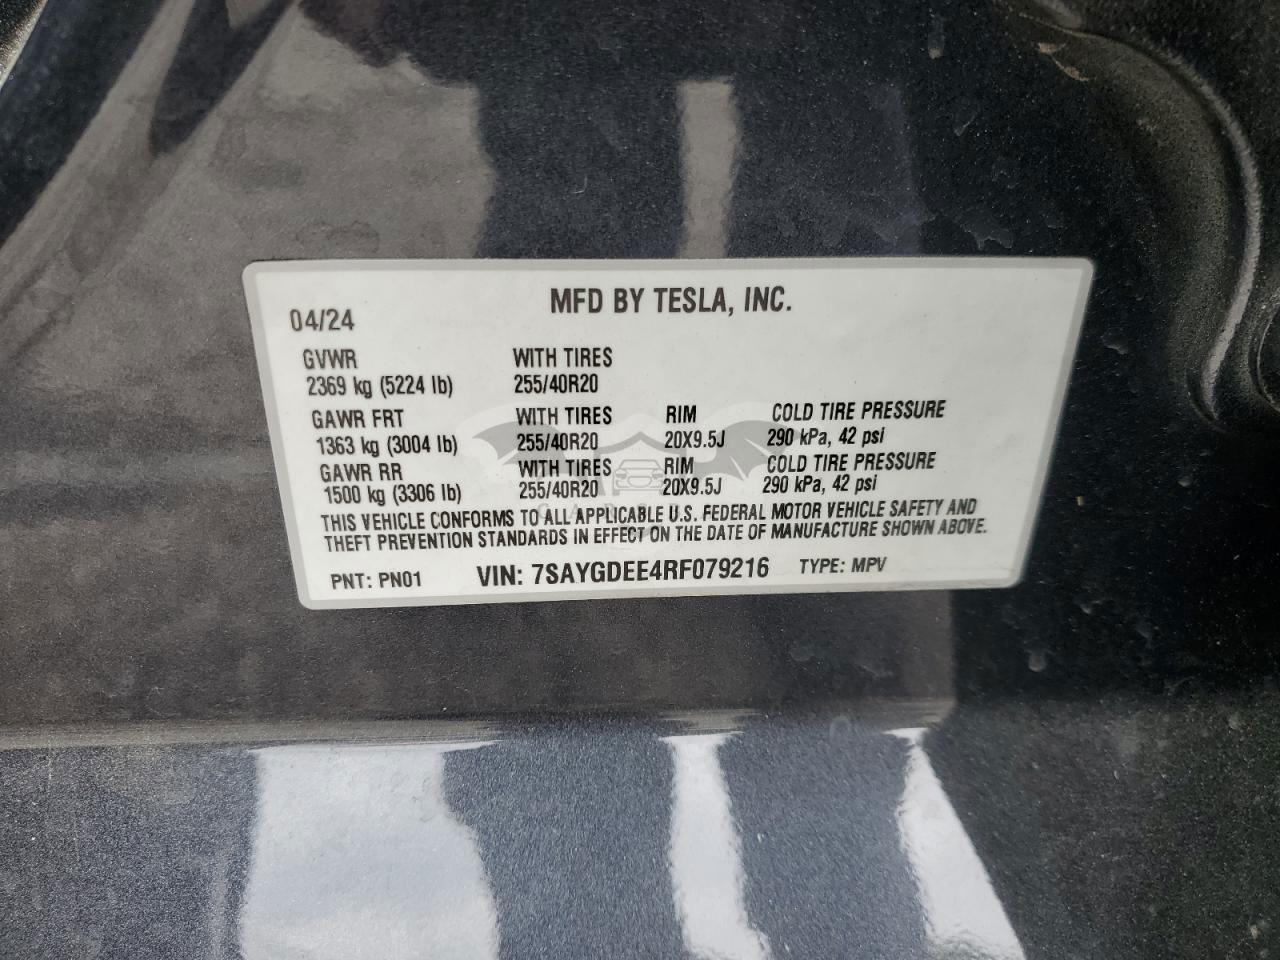 MFD BY TESLA, INC.
04/24
GVWR WITH TIRES
2369 kg (5224 lb) 255/40R20
GAWR FRT WITH TIRES RIM COLD TIRE PRESSURE
1363 kg (3004 lb) 255/40R20 20X9.5J 290 kPa, 42 psi
GAWR RR WITH TIRES RIM COLD TIRE PRESSURE
1500 kg (3306 lb) 255/40R20 20X9.5J 290 kPa, 42 psi
THIS VEHICLE CONFORMS TO ALL APPLICABLE U.S. FEDERAL MOTOR VEHICLE SAFETY AND
THEFT PREVENTION STANDARDS IN EFFECT ON THE DATE OF MANUFACTURE SHOWN ABOVE.
PNT: PN01 VIN: 7SAYGDEE4RF079216 TYPE: MPV